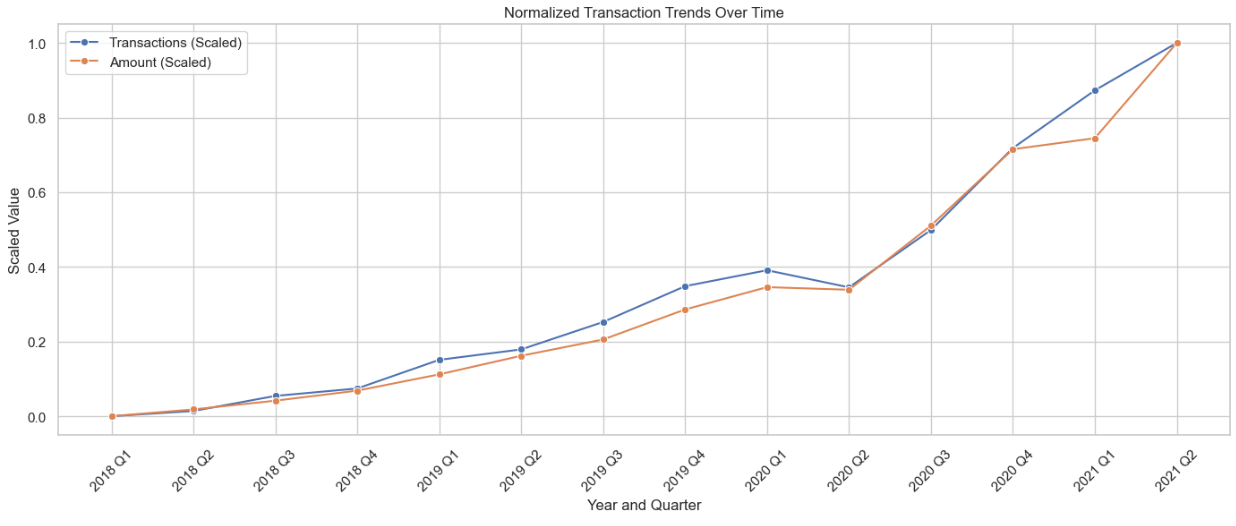 Normalized Transaction Trends Over Time
Transactions (Scaled)
Amount (Scaled)
Scaled Value
1.0
0.8
0.6
0.4
0.2
0.0
2018 Q1
2018 Q2
2018 Q3
2018 Q4
2019 Q1
2019 Q2
2019 Q3
2019 Q4
2020 Q1
2020 Q2
2020 Q3
2020 Q4
2021 Q1
2021 Q2
Year and Quarter